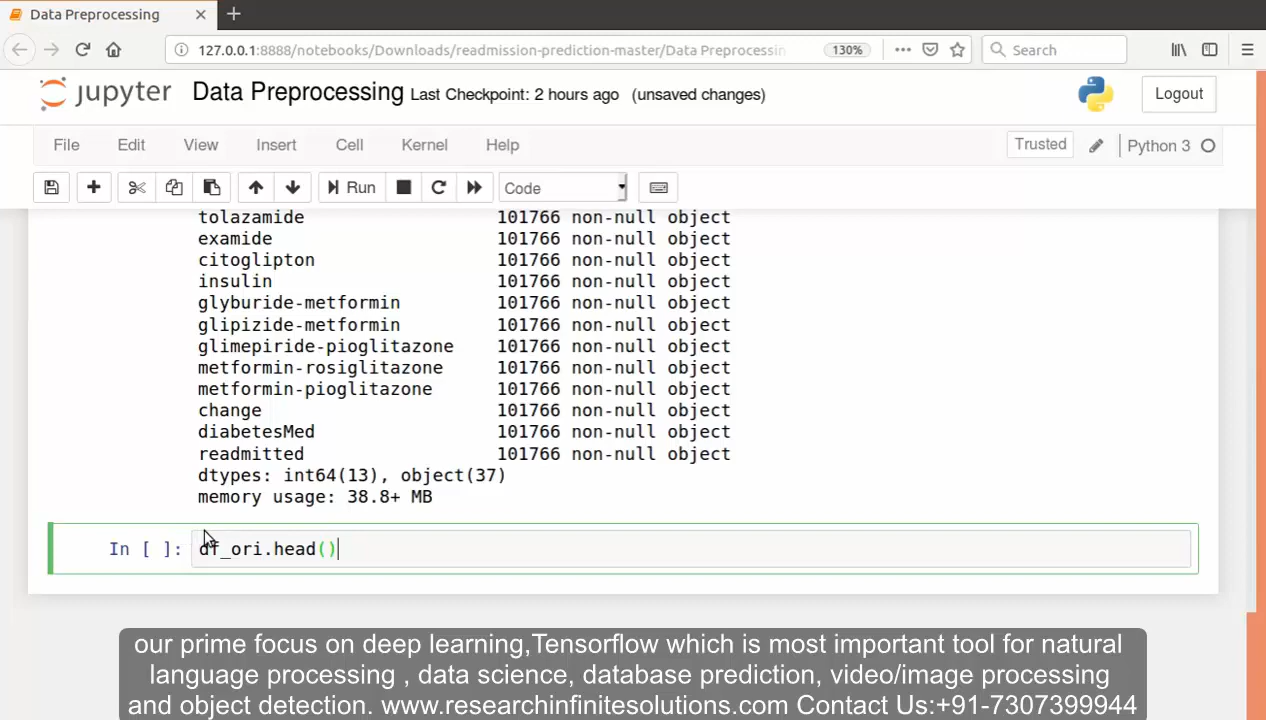 Data Preprocessing
127.0.0.1:8888/notebooks/Downloads/readmission-prediction-master/Data Preprocessin 130% Search
jupyter Data Preprocessing Last Checkpoint: 2 hours ago (unsaved changes) Logout
File Edit View Insert Cell Kernel Help Trusted Python 3
Run Code
tolazamide 101766 non-null object
examide 101766 non-null object
citoglipton 101766 non-null object
insulin 101766 non-null object
glyburide-metformin 101766 non-null object
glipizide-metformin 101766 non-null object
glimepiride-pioglitazone 101766 non-null object
metformin-rosiglitazone 101766 non-null object
metformin-pioglitazone 101766 non-null object
change 101766 non-null object
diabetesMed 101766 non-null object
readmitted 101766 non-null object
dtypes: int64(13), object(37)
memory usage: 38.8+ MB
In [ ]: df_ori.head()
our prime focus on deep learning,Tensorflow which is most important tool for natural
language processing , data science, database prediction, video/image processing
and object detection. www.researchinfinitesolutions.com Contact Us:+91-7307399944